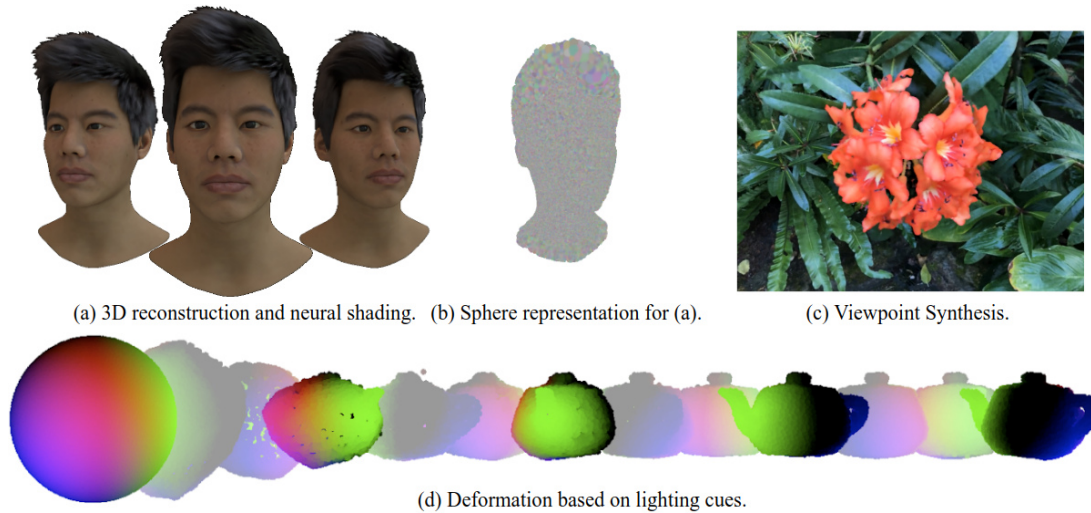 (a) 3D reconstruction and neural shading.
(b) Sphere representation for (a).
(c) Viewpoint Synthesis.
(d) Deformation based on lighting cues.